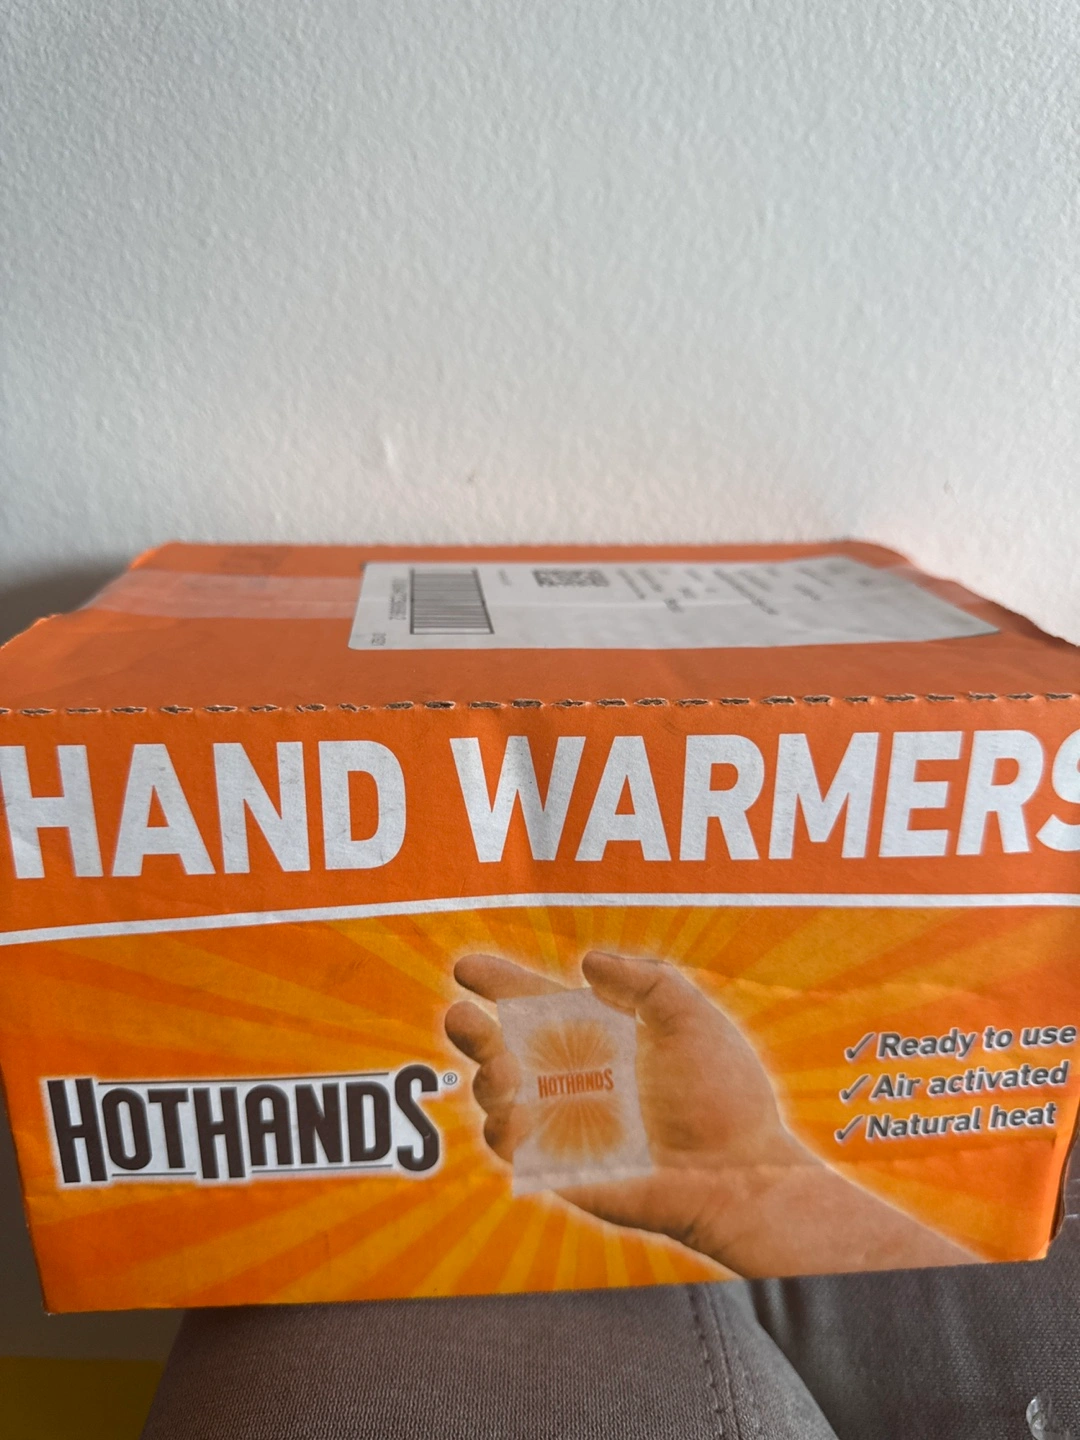 HAND WARMERS
HOTHANDS®
HOTHANDS
✓Ready to use
✓Air activated
✓Natural heat